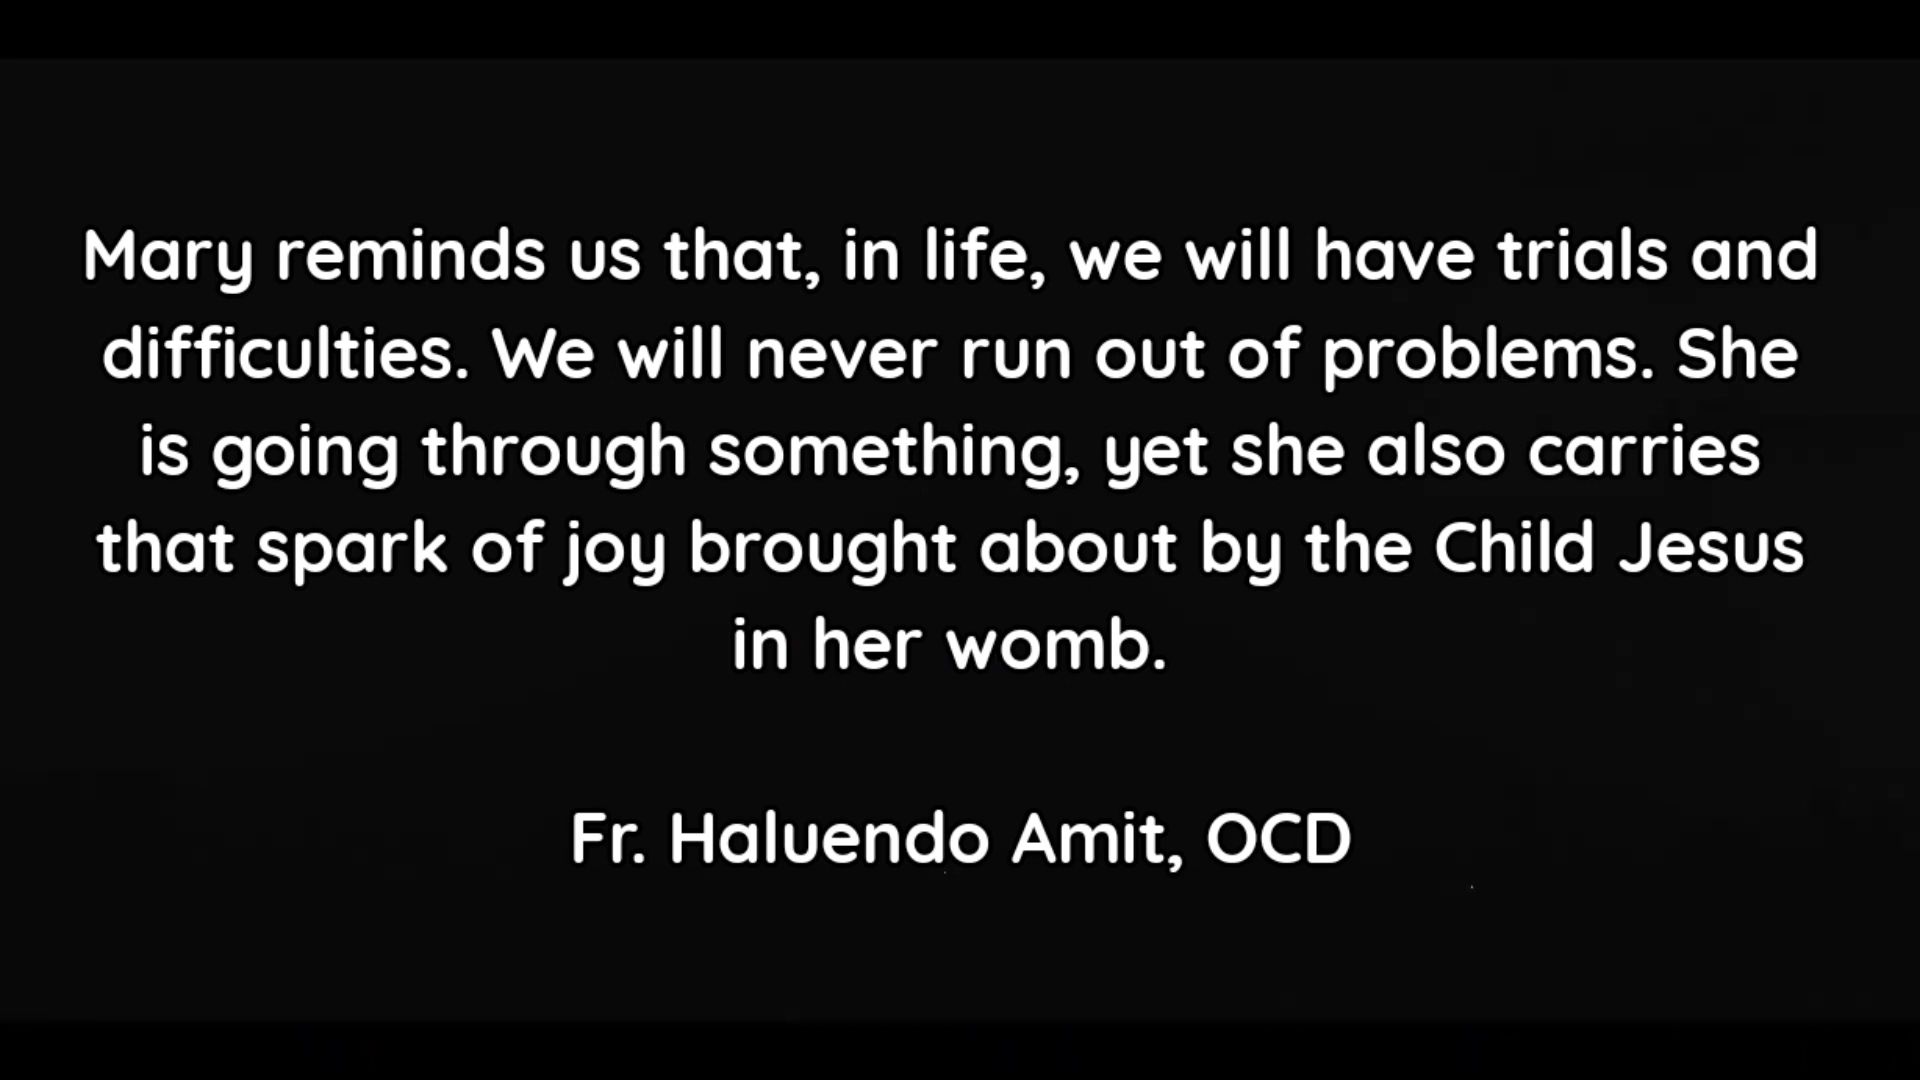 Mary reminds us that, in life, we will have trials and
difficulties. We will never run out of problems. She
is going through something, yet she also carries
that spark of joy brought about by the Child Jesus
in her womb.
Fr. Haluendo Amit, OCD